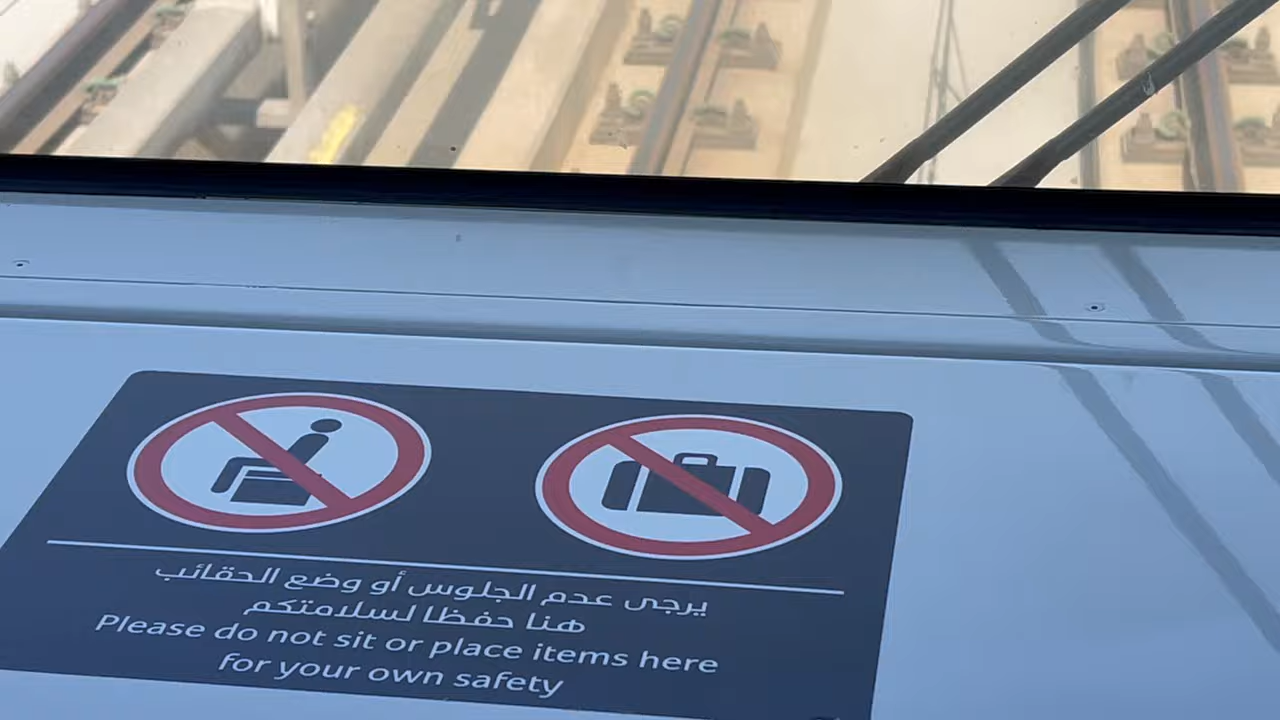 يرجى عدم الجلوس أو وضع الحقائب
هنا حفظا لسلامتكم
Please do not sit or place items here
for your own safety